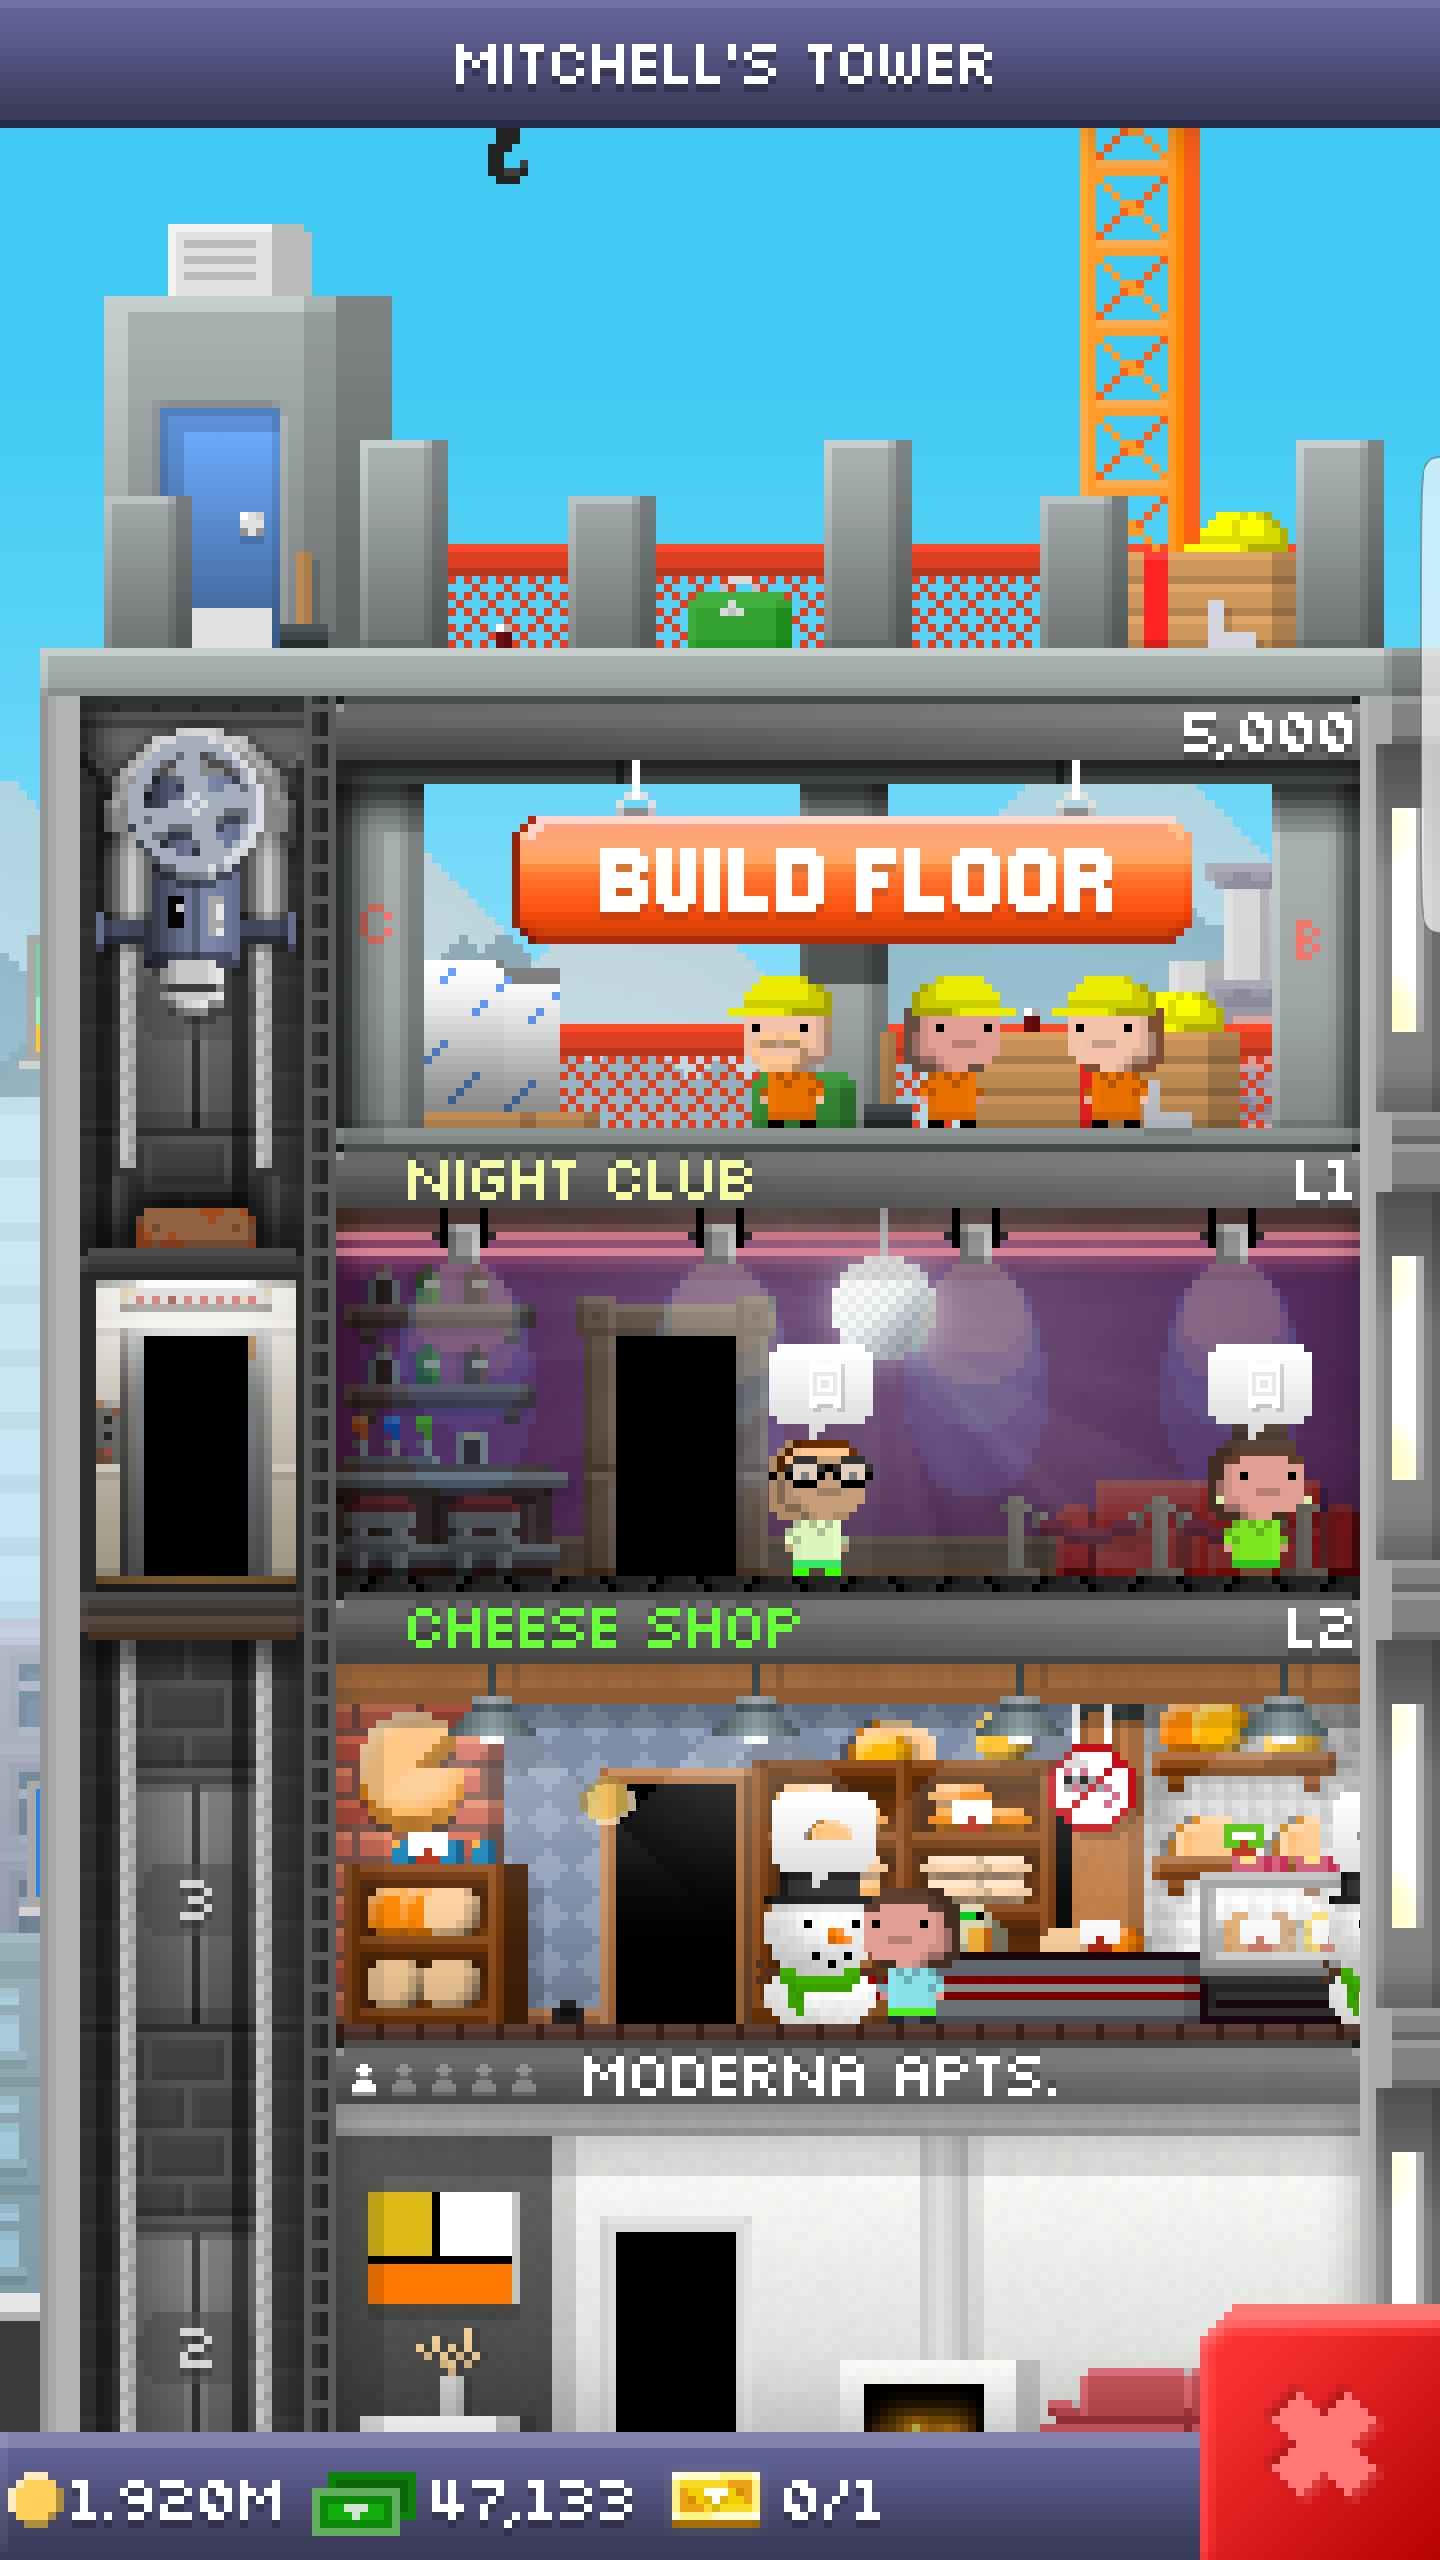 MITCHELL'S TOWER
5,000
BUILD FLOOR
C
B
NIGHT CLUB L1
CHEESE SHOP L2
3
MODERNA APTS.
2
1.920M 47,133 0/1